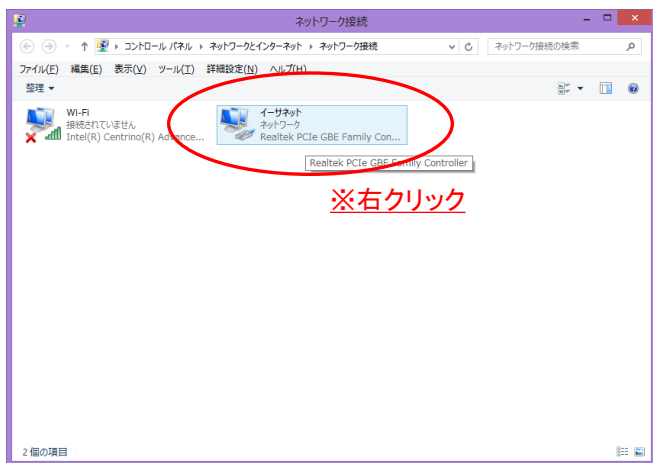 ネットワーク接続
コントロール パネル ▸ ネットワークとインターネット ▸ ネットワーク接続
ネットワーク接続の検索
ファイル(F) 編集(E) 表示(V) ツール(T) 詳細設定(N) ヘルプ(H)
整理
Wi-Fi
接続されていません
Intel(R) Centrino(R) Advance...
イーサネット
ネットワーク
Realtek PCIe GBE Family Con...
Realtek PCIe GBE Family Controller
※右クリック
2 個の項目